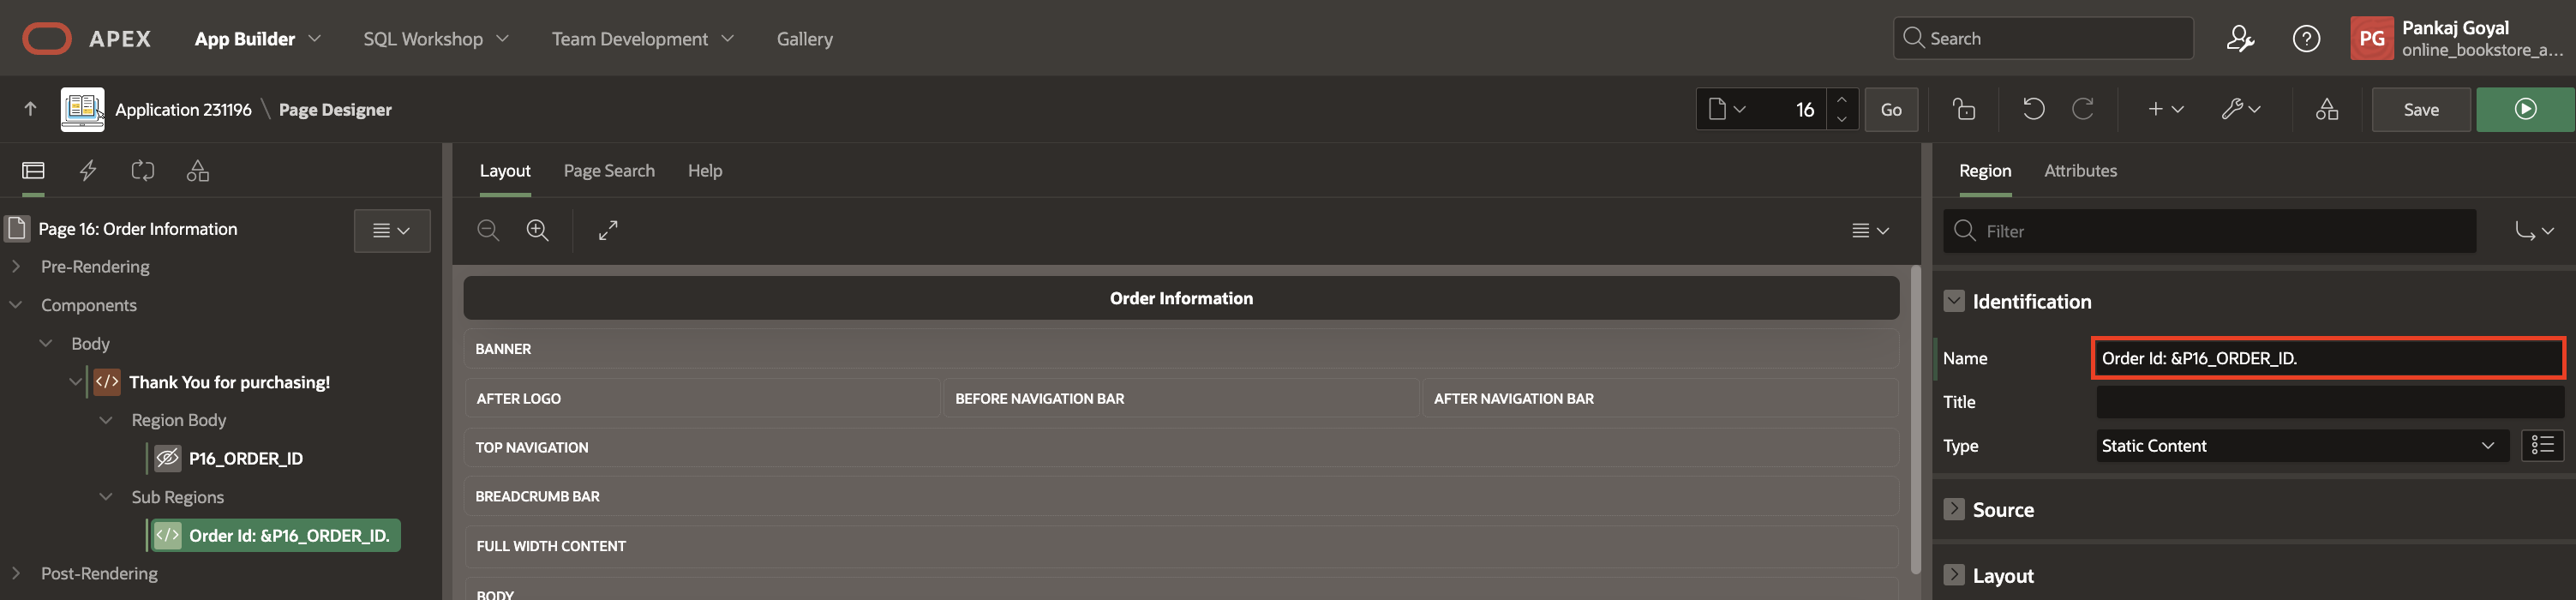 APEX App Builder SQL Workshop Team Development Gallery Search PG Pankaj Goyal
online_bookstore_a...
Application 231196 \ Page Designer 16 Go Save
Layout Page Search Help Region Attributes
Page 16: Order Information
Filter
Pre-Rendering
Components
Body
Thank You for purchasing!
Region Body
P16_ORDER_ID
Sub Regions
Order Id: &P16_ORDER_ID.
Post-Rendering
Order Information
BANNER
AFTER LOGO BEFORE NAVIGATION BAR AFTER NAVIGATION BAR
TOP NAVIGATION
BREADCRUMB BAR
FULL WIDTH CONTENT
BODY
Identification
Name Order Id: &P16_ORDER_ID.
Title
Type Static Content
Source
Layout